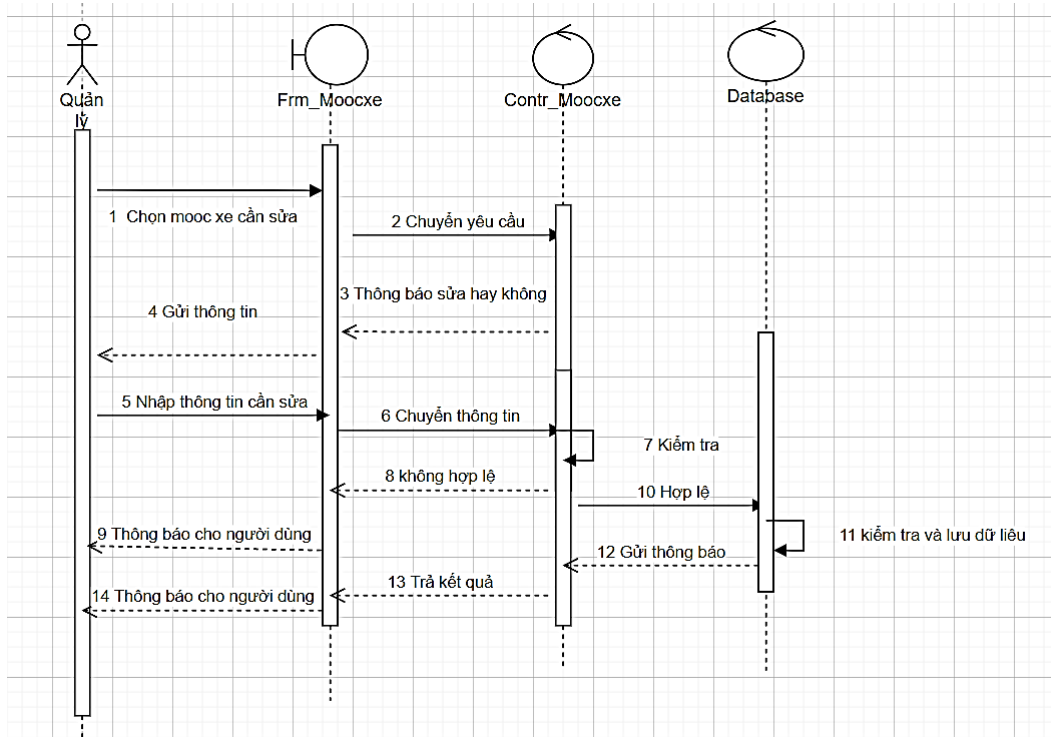 Quản
lý
Frm_Moocxe
Contr_Moocxe
Database
1 Chọn mooc xe cần sửa
2 Chuyển yêu cầu
3 Thông báo sửa hay không
4 Gửi thông tin
5 Nhập thông tin cần sửa
6 Chuyển thông tin
7 Kiểm tra
8 không hợp lệ
10 Hợp lệ
9 Thông báo cho người dùng
11 kiểm tra và lưu dữ liêu
12 Gửi thông báo
13 Trả kết quả
14 Thông báo cho người dùng